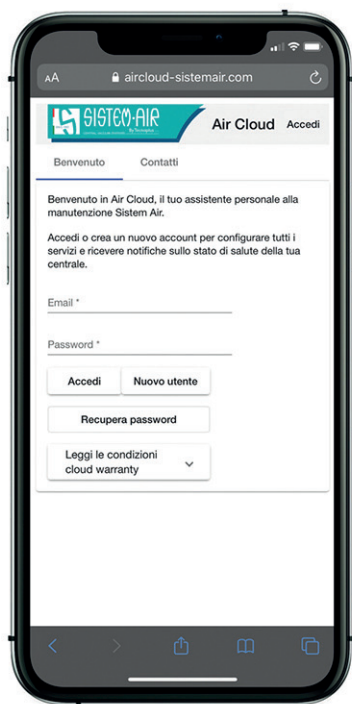 AA aircloud-sistemair.com
SISTEM-AIR
Air Cloud Accedi
Benvenuto Contatti
Benvenuto in Air Cloud, il tuo assistente personale alla
manutenzione Sistem Air.
Accedi o crea un nuovo account per configurare tutti i
servizi e ricevere notifiche sullo stato di salute della tua
centrale.
Email *
Password *
Accedi Nuovo utente
Recupera password
Leggi le condizioni
cloud warranty